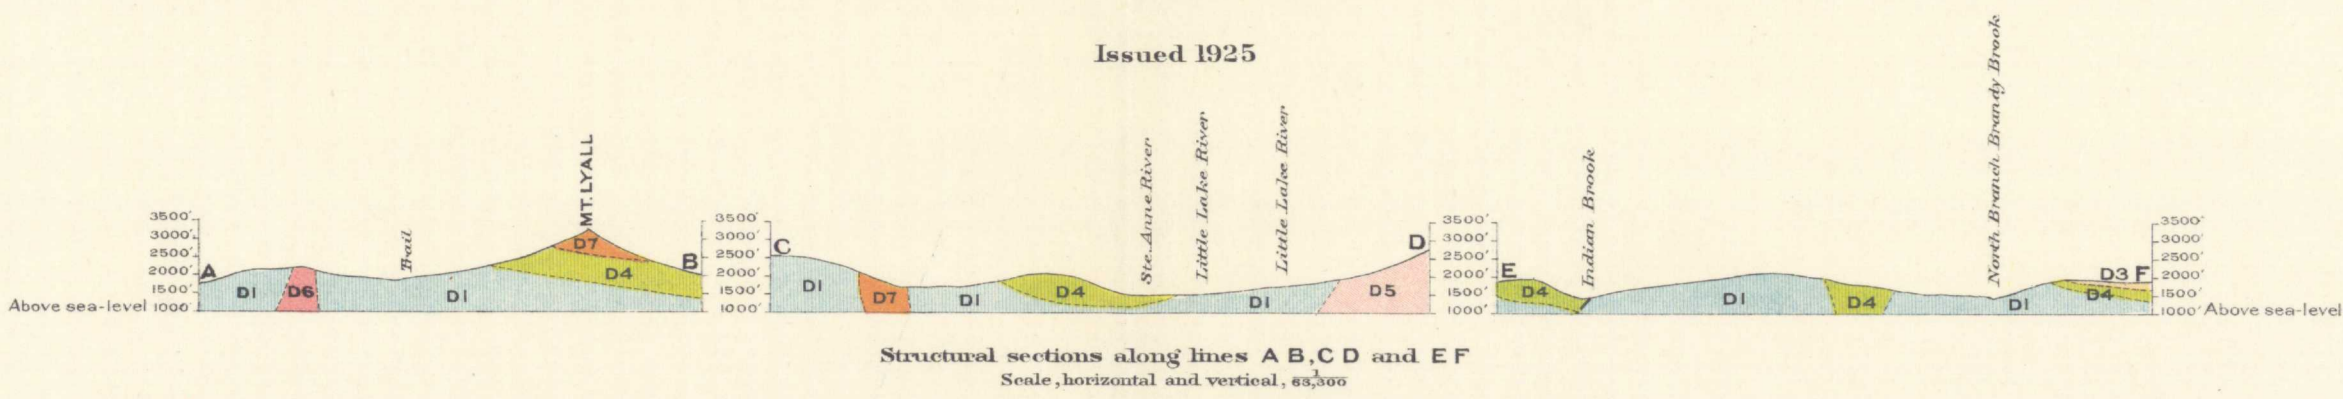 Issued 1925
MT. LYALL
Trail
Ste. Anne River
Little Lake River
Little Lake River
Indian Brook
North Branch Brandy Brook
3500'
3000'
2500'
2000'
1500'
Above sea-level 1000'
A
D1
D6
D1
D7
D4
B
3500'
3000'
2500'
2000'
1500'
1000'
C
D1
D7
D1
D4
D1
D5
D
3500'
3000'
2500'
2000'
1500'
1000'
E
D4
D1
D4
D1
D3 F
D4
3500'
3000'
2500'
2000'
1500'
1000' Above sea-level
Structural sections along lines A B, C D and E F
Scale, horizontal and vertical, 1/63,300